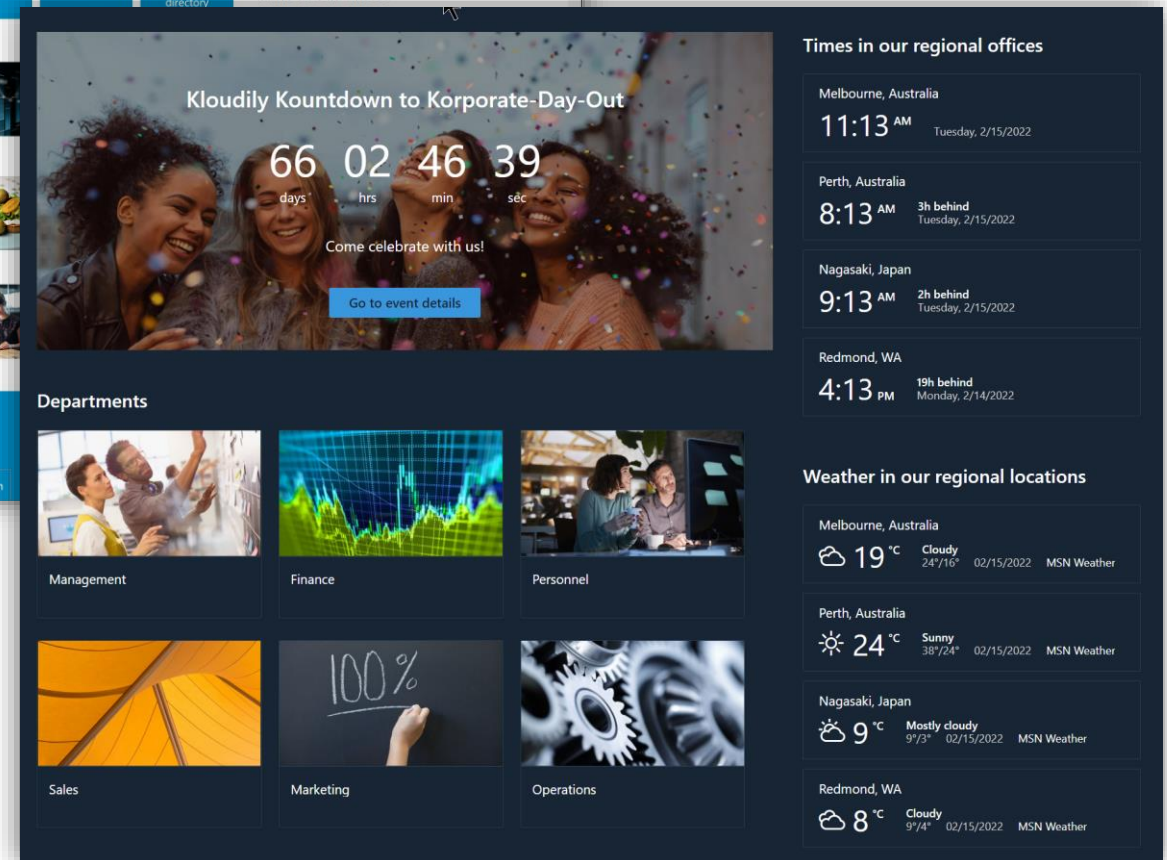 directory
Kloudily Kountdown to Korporate-Day-Out
66 02 46 39
days hrs min sec
Come celebrate with us!
Go to event details
Departments
Management
Finance
Personnel
Sales
100%
Marketing
Operations
Times in our regional offices
Melbourne, Australia
11:13 AM Tuesday, 2/15/2022
Perth, Australia
8:13 AM
3h behind
Tuesday, 2/15/2022
Nagasaki, Japan
9:13 AM
2h behind
Tuesday, 2/15/2022
Redmond, WA
4:13 PM
19h behind
Monday, 2/14/2022
Weather in our regional locations
Melbourne, Australia
19 °C
Cloudy
24°/16° 02/15/2022 MSN Weather
Perth, Australia
24 °C
Sunny
38°/24° 02/15/2022 MSN Weather
Nagasaki, Japan
9 °C
Mostly cloudy
9°/3° 02/15/2022 MSN Weather
Redmond, WA
8 °C
Cloudy
9°/4° 02/15/2022 MSN Weather